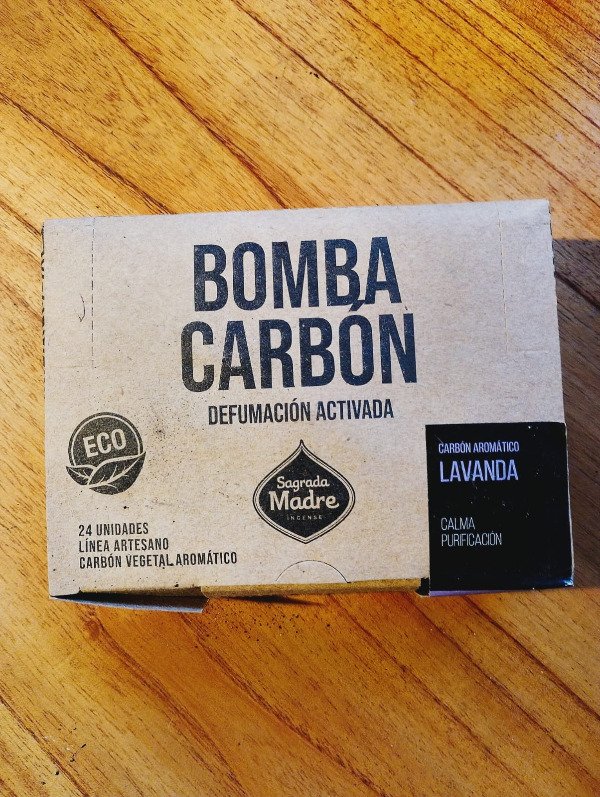 BOMBA
CARBÓN
DEFUMACIÓN ACTIVADA
ECO
Sagrada
Madre
INCENSE
24 UNIDADES
LÍNEA ARTESANO
CARBÓN VEGETAL AROMÁTICO
CARBÓN AROMÁTICO
LAVANDA
CALMA
PURIFICACIÓN